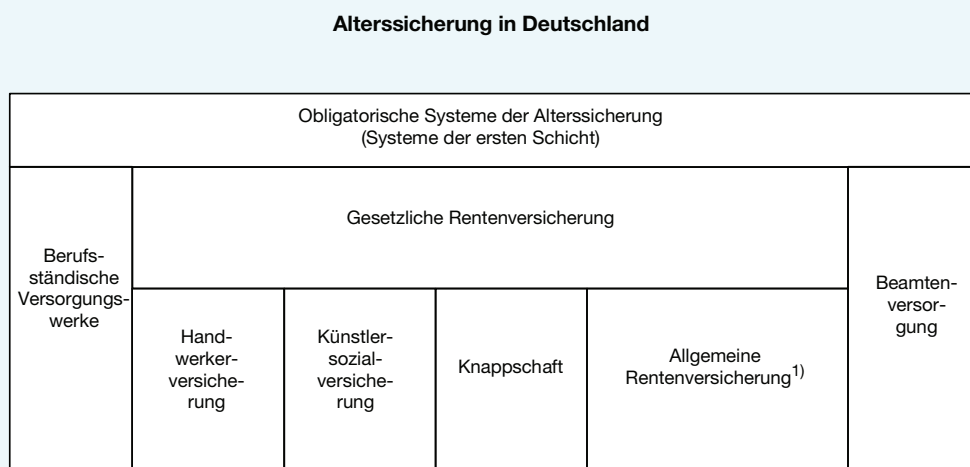 Alterssicherung in Deutschland
Obligatorische Systeme der Alterssicherung
(Systeme der ersten Schicht)
Berufs-
ständische
Versorgungs-
werke
Gesetzliche Rentenversicherung
Beamten-
versor-
gung
Hand-
werker-
versiche-
rung
Künstler-
sozial-
versiche-
rung
Knappschaft
Allgemeine
Rentenversicherung1)